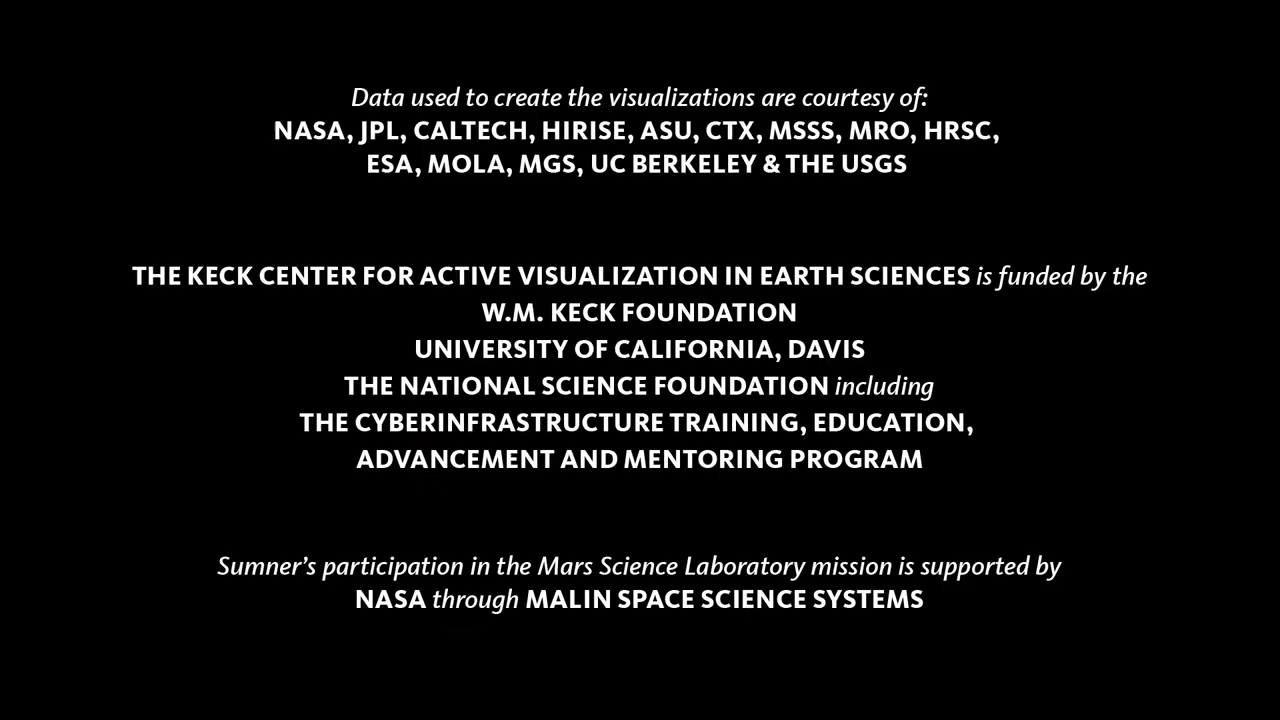 Data used to create the visualizations are courtesy of:
NASA, JPL, CALTECH, HIRISE, ASU, CTX, MSSS, MRO, HRSC,
ESA, MOLA, MGS, UC BERKELEY & THE USGS
THE KECK CENTER FOR ACTIVE VISUALIZATION IN EARTH SCIENCES is funded by the
W.M. KECK FOUNDATION
UNIVERSITY OF CALIFORNIA, DAVIS
THE NATIONAL SCIENCE FOUNDATION including
THE CYBERINFRASTRUCTURE TRAINING, EDUCATION,
ADVANCEMENT AND MENTORING PROGRAM
Sumner’s participation in the Mars Science Laboratory mission is supported by
NASA through MALIN SPACE SCIENCE SYSTEMS